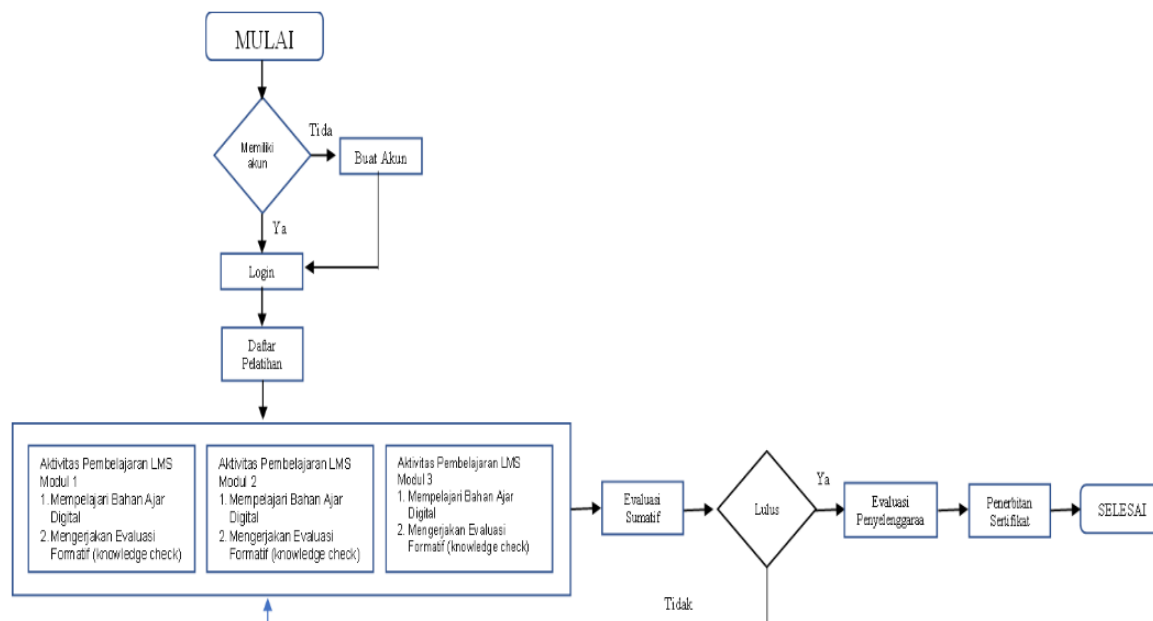 MULAI
Memiliki
akun
Tida
Buat Akun
Ya
Login
Daftar
Pelatihan
Aktivitas Pembelajaran LMS
Modul 1
1. Mempelajari Bahan Ajar
Digital
2. Mengerjakan Evaluasi
Formatif (knowledge check)
Aktivitas Pembelajaran LMS
Modul 2
1. Mempelajari Bahan Ajar
Digital
2. Mengerjakan Evaluasi
Formatif (knowledge check)
Aktivitas Pembelajaran LMS
Modul 3
1. Mempelajari Bahan Ajar
Digital
2. Mengerjakan Evaluasi
Formatif (knowledge check)
Evaluasi
Sumatif
Lulus
Ya
Evaluasi
Penyelenggaraa
Penerbitan
Sertifikat
SELESAI
Tidak